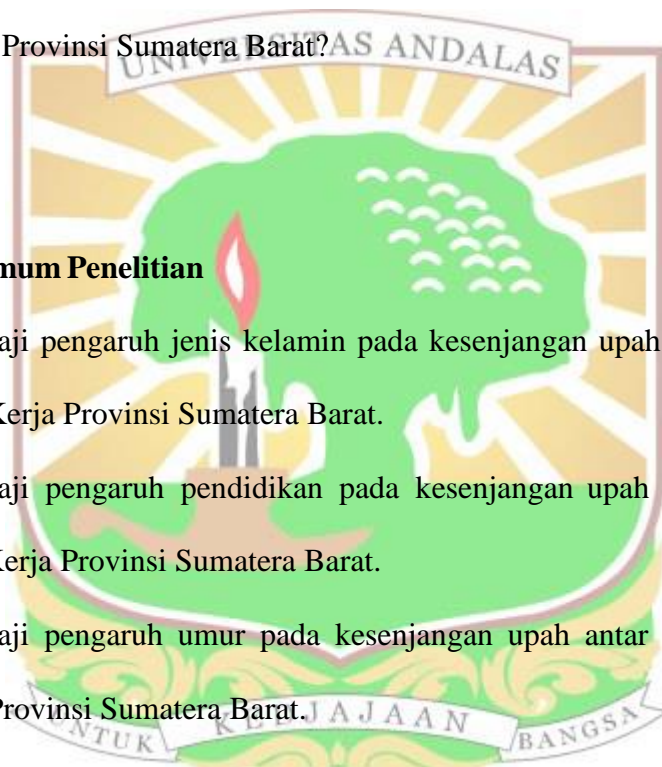 Provinsi Sumatera Barat?
UNIVERSITAS ANDALAS
mum Penelitian
aji pengaruh jenis kelamin pada kesenjangan upah
Kerja Provinsi Sumatera Barat.
aji pengaruh pendidikan pada kesenjangan upah
Kerja Provinsi Sumatera Barat.
aji pengaruh umur pada kesenjangan upah antar
Provinsi Sumatera Barat.
UNTUK KEDJAJAAN BANGSA